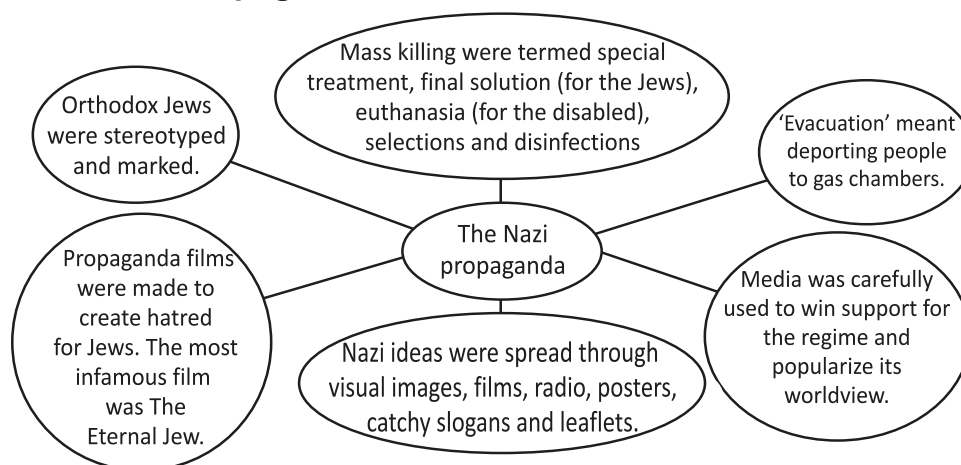 Mass killing were termed special
treatment, final solution (for the Jews),
euthanasia (for the disabled),
selections and disinfections
Orthodox Jews
were stereotyped
and marked.
‘Evacuation’ meant
deporting people
to gas chambers.
The Nazi
propaganda
Propaganda films
were made to
create hatred
for Jews. The most
infamous film
was The
Eternal Jew.
Nazi ideas were spread through
visual images, films, radio, posters,
catchy slogans and leaflets.
Media was carefully
used to win support for
the regime and
popularize its
worldview.